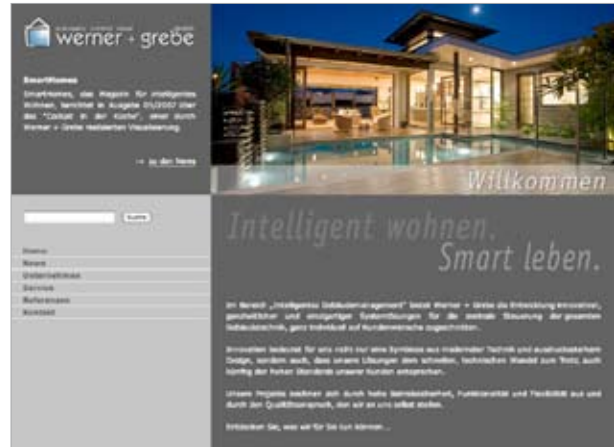 werner + grebe
SmartHomes
SmartHomes, das Magazin für intelligentes
Wohnen, berichtet in Ausgabe 05/2007 über
das "Cockpit in der Küche", einer durch
Werner + Grebe realisierten Visualisierung.
→ zu den News
Willkommen
Suche
Home
News
Unternehmen
Service
Referenzen
Kontakt
Intelligent wohnen.
Smart leben.
Im Bereich „Intelligentes Gebäudemanagement" bietet Werner + Grebe die Entwicklung innovativer,
ganzheitlicher und einzigartiger Systemlösungen für die zentrale Steuerung der gesamten
Gebäudetechnik, ganz individuell auf Kundenwünsche zugeschnitten.
Innovation bedeutet für uns nicht nur eine Symbiose aus modernster Technik und ausdrucksstarkem
Design, sondern auch, dass unsere Lösungen dem schnellen, technischen Wandel zum Trotz auch
künftig den hohen Standards unserer Kunden entsprechen.
Unsere Projekte zeichnen sich durch hohe Betriebssicherheit, Funktionalität und Flexibilität aus und
durch den Qualitätsanspruch, den wir an uns selbst stellen.
Entdecken Sie, was wir für Sie tun können...